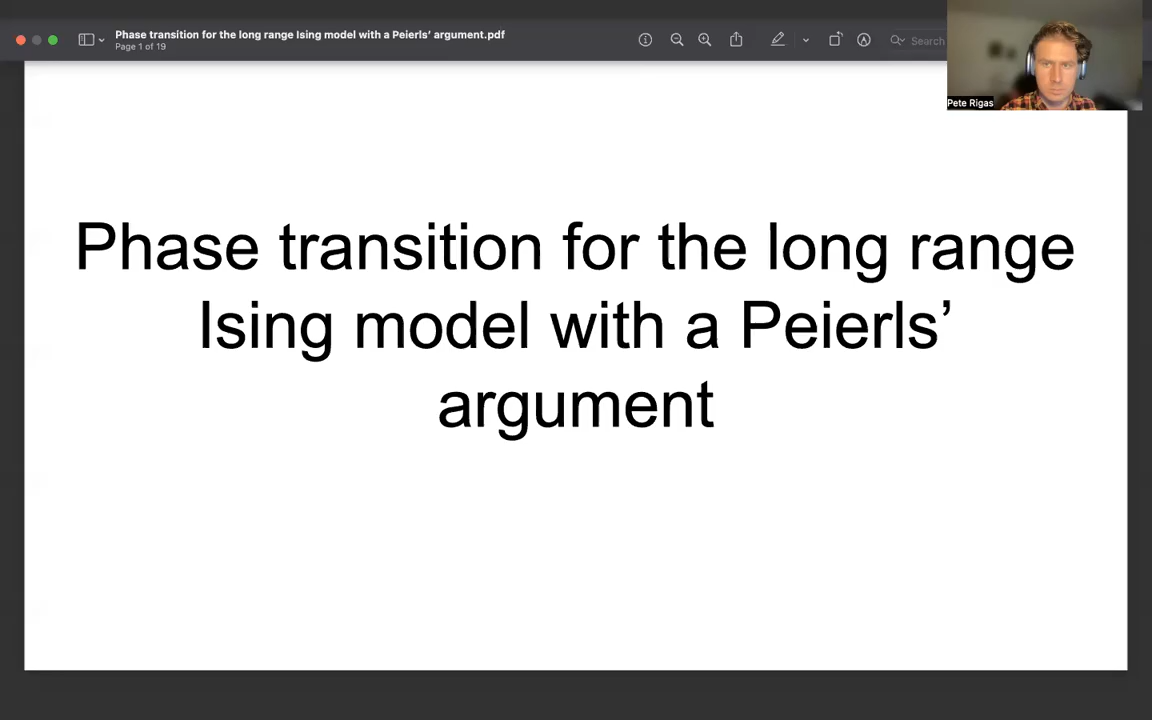 Phase transition for the long range Ising model with a Peierls’ argument.pdf
Page 1 of 19
Search
Pete Rigas
Phase transition for the long range
Ising model with a Peierls’
argument